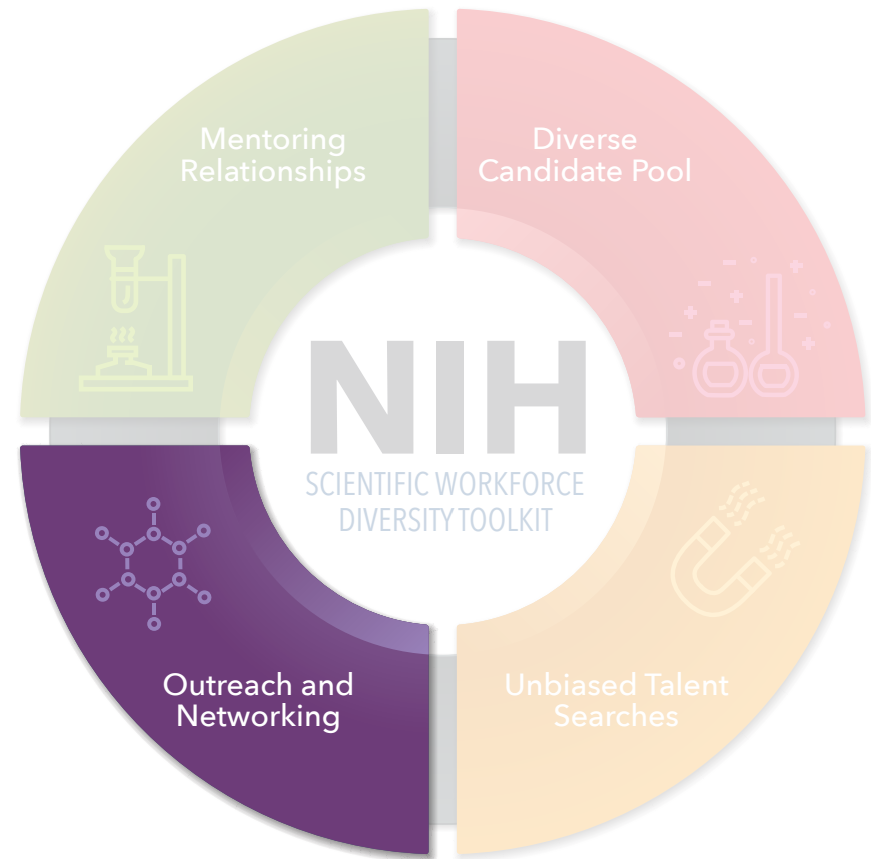 Mentoring
Relationships
Diverse
Candidate Pool
NIH
SCIENTIFIC WORKFORCE
DIVERSITY TOOLKIT
Outreach and
Networking
Unbiased Talent
Searches